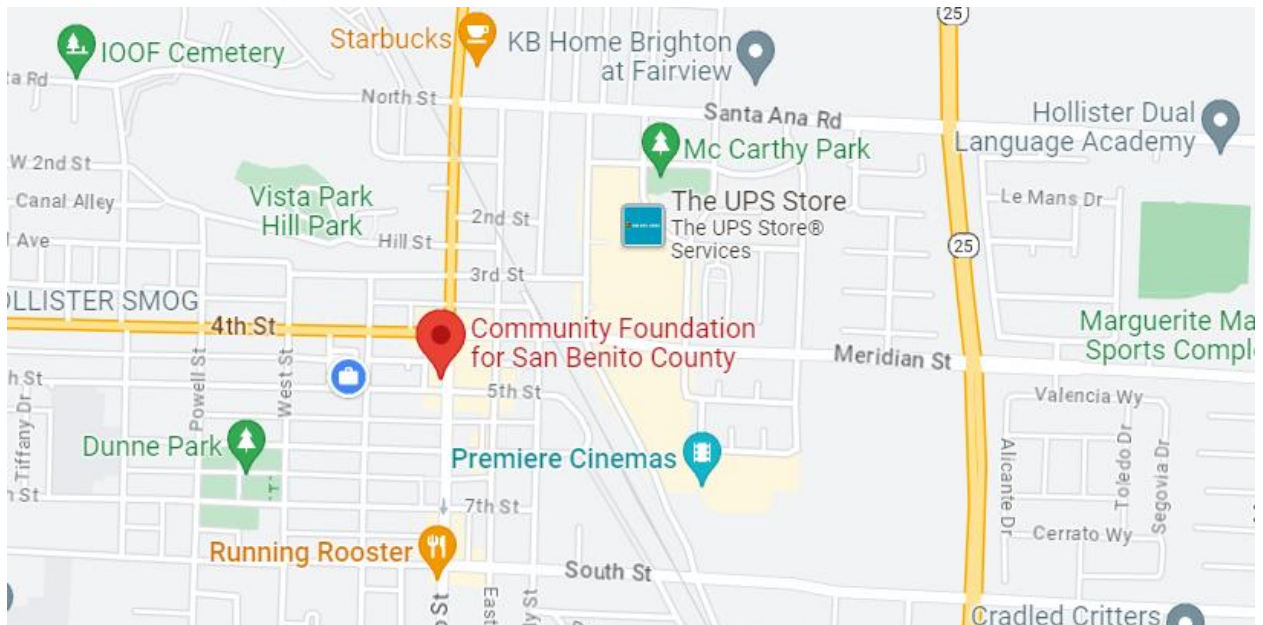 25
Starbucks
KB Home Brighton
at Fairview
IOOF Cemetery
ta Rd
North St
Santa Ana Rd
Hollister Dual
Language Academy
Mc Carthy Park
W 2nd St
Vista Park
Hill Park
Canal Alley
The UPS Store
The UPS Store®
Services
Le Mans Dr
2nd St
Ave
Hill St
25
3rd St
OLLISTER SMOG
4th St
Community Foundation
for San Benito County
Marguerite Ma
Sports Compl
Meridian St
h St
Powell St
West St
5th St
Valencia Wy
Tiffany Dr
Dunne Park
Premiere Cinemas
Alicante Dr
Toledo Dr
Segovia Dr
St
7th St
Cerrato Wy
Running Rooster
South St
St
East
y St
Cradled Critters